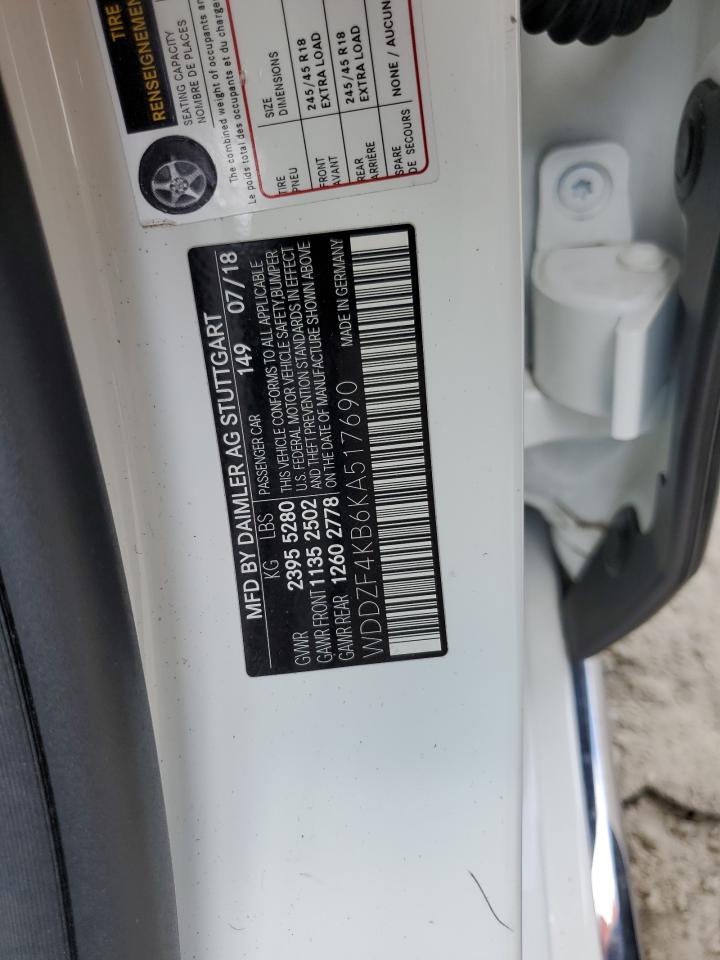 MFD BY DAIMLER AG STUTTGART
149 07/18
KG LBS PASSENGER CAR
GVWR 2395 5280
GAWR FRONT 1135 2502
GAWR REAR 1260 2778
THIS VEHICLE CONFORMS TO ALL APPLICABLE
U.S. FEDERAL MOTOR VEHICLE SAFETY,BUMPER
AND THEFT PREVENTION STANDARDS IN EFFECT
ON THE DATE OF MANUFACTURE SHOWN ABOVE
MADE IN GERMANY
WDDZF4KB6KA517690
TIRE
RENSEIGNEMEN
SEATING CAPACITY
NOMBRE DE PLACES
The combined weight of occupants an
Le poids total des occupants et du charge
TIRE SIZE
PNEU DIMENSIONS
FRONT 245/45 R18
AVANT EXTRA LOAD
REAR 245/45 R18
ARRIÈRE EXTRA LOAD
SPARE NONE / AUCUN
DE SECOURS